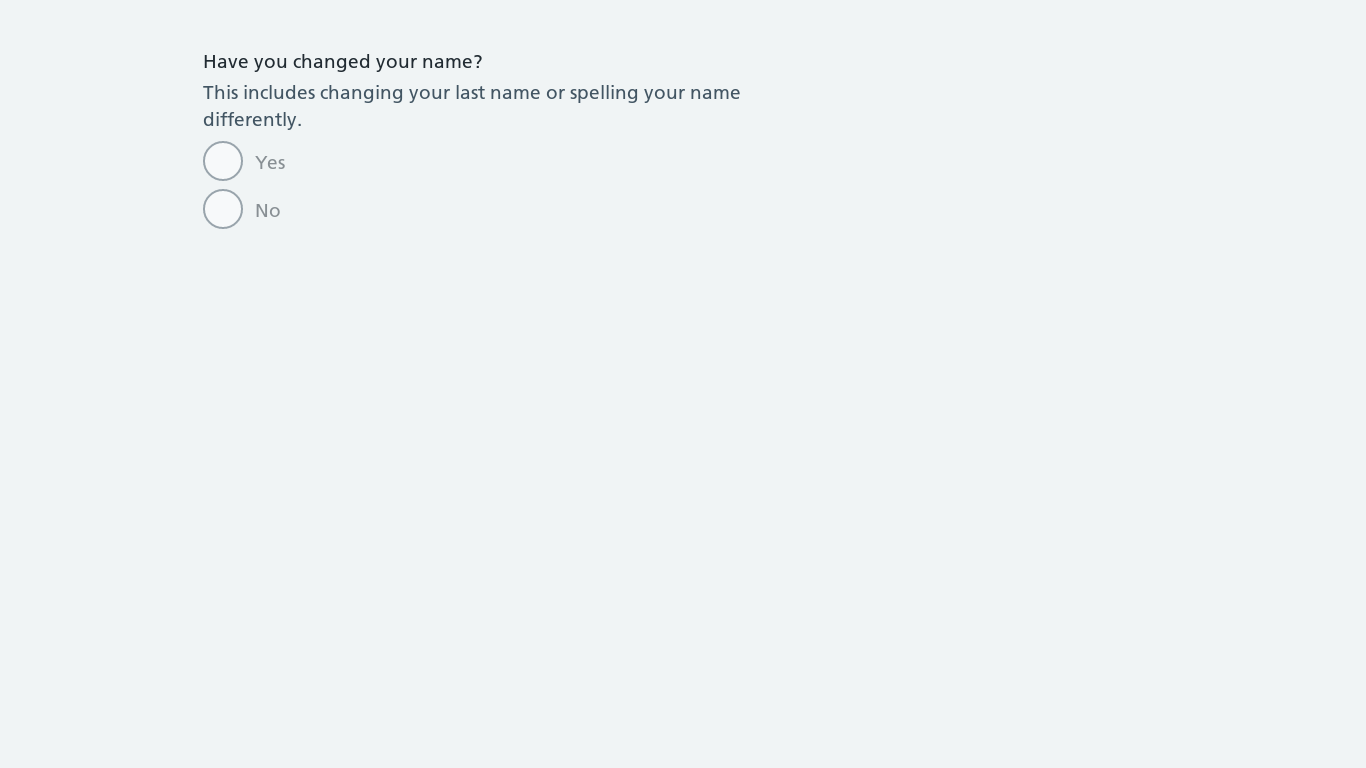 Have you changed your name?
This includes changing your last name or spelling your name
differently.
Yes
No